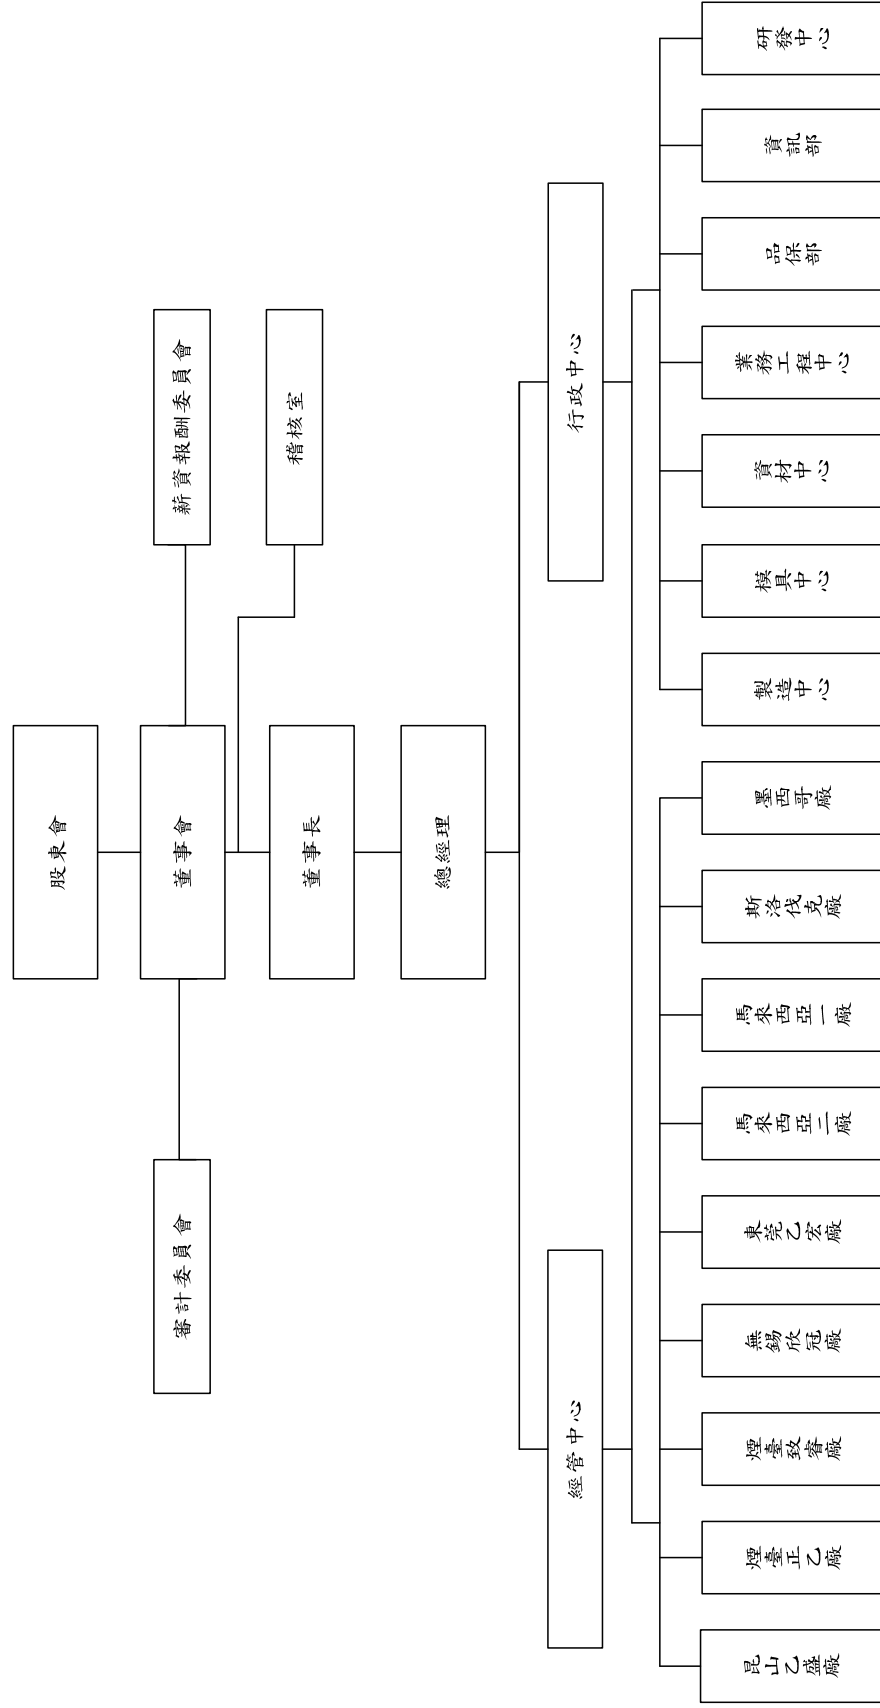 股東會
審計委員會
董事會
薪資報酬委員會
稽核室
董事長
總經理
經管中心
行政中心
昆山乙盛廠
煙臺正乙廠
煙臺致睿廠
無錫欣冠廠
東莞乙宏廠
馬來西亞二廠
馬來西亞一廠
斯洛伐克廠
墨西哥廠
製造中心
模具中心
資材中心
業務工程中心
品保部
資訊部
研發中心